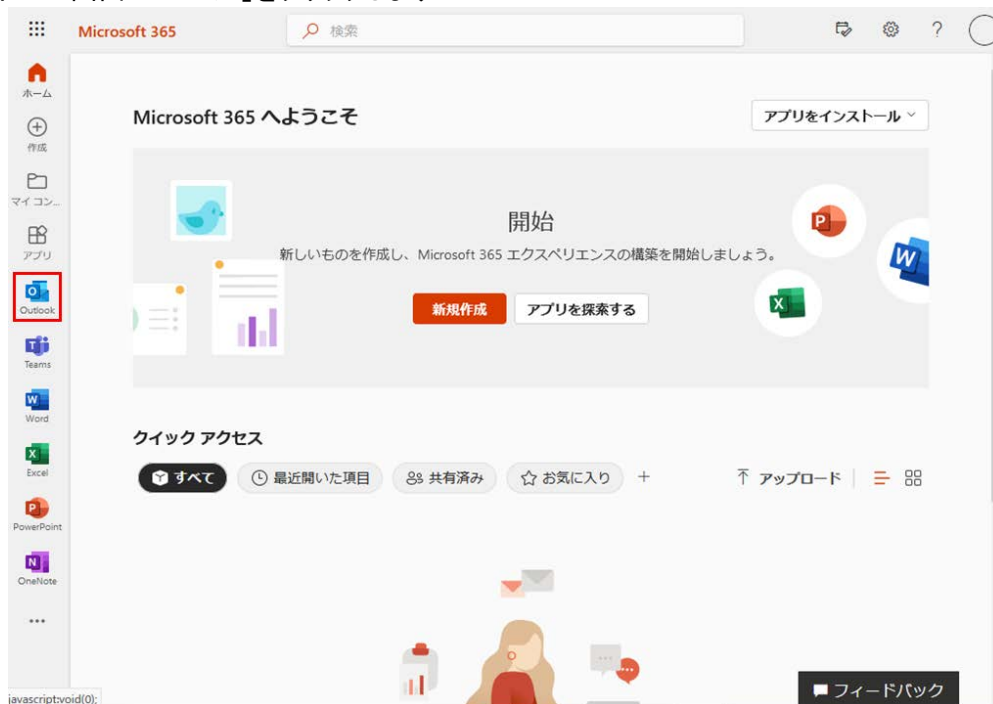 Microsoft 365
検索
ホーム
作成
マイ コン...
アプリ
Outlook
Teams
Word
Excel
PowerPoint
OneNote
Microsoft 365 へようこそ
アプリをインストール
開始
新しいものを作成し、Microsoft 365 エクスペリエンスの構築を開始しましょう。
新規作成
アプリを探索する
クイック アクセス
すべて
最近開いた項目
共有済み
お気に入り
アップロード
フィードバック
javascript:void(0);